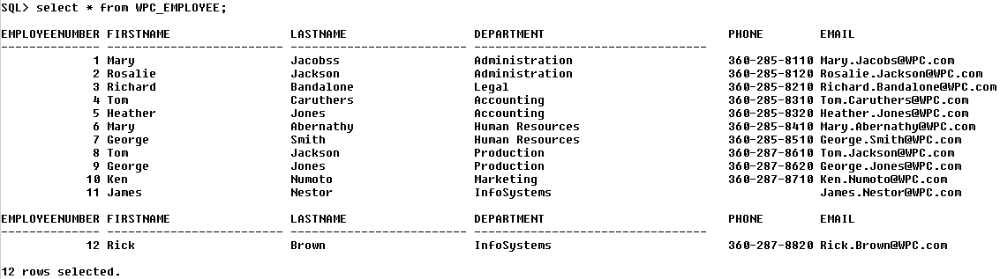 SQL> select * from WPC_EMPLOYEE;
EMPLOYEENUMBER FIRSTNAME LASTNAME DEPARTMENT PHONE EMAIL
1 Mary Jacobss Administration 360-285-8110 Mary.Jacobs@WPC.com
2 Rosalie Jackson Administration 360-285-8120 Rosalie.Jackson@WPC.com
3 Richard Bandalone Legal 360-285-8210 Richard.Bandalone@WPC.com
4 Tom Caruthers Accounting 360-285-8310 Tom.Caruthers@WPC.com
5 Heather Jones Accounting 360-285-8320 Heather.Jones@WPC.com
6 Mary Abernathy Human Resources 360-285-8410 Mary.Abernathy@WPC.com
7 George Smith Human Resources 360-285-8510 George.Smith@WPC.com
8 Tom Jackson Production 360-287-8610 Tom.Jackson@WPC.com
9 George Jones Production 360-287-8620 George.Jones@WPC.com
10 Ken Numoto Marketing 360-287-8710 Ken.Numoto@WPC.com
11 James Nestor InfoSystems James.Nestor@WPC.com
EMPLOYEENUMBER FIRSTNAME LASTNAME DEPARTMENT PHONE EMAIL
12 Rick Brown InfoSystems 360-287-8820 Rick.Brown@WPC.com
12 rows selected.